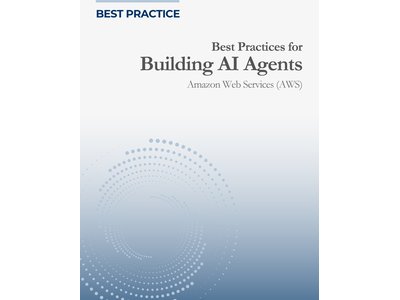 BEST PRACTICE
Best Practices for
Building AI Agents
Amazon Web Services (AWS)